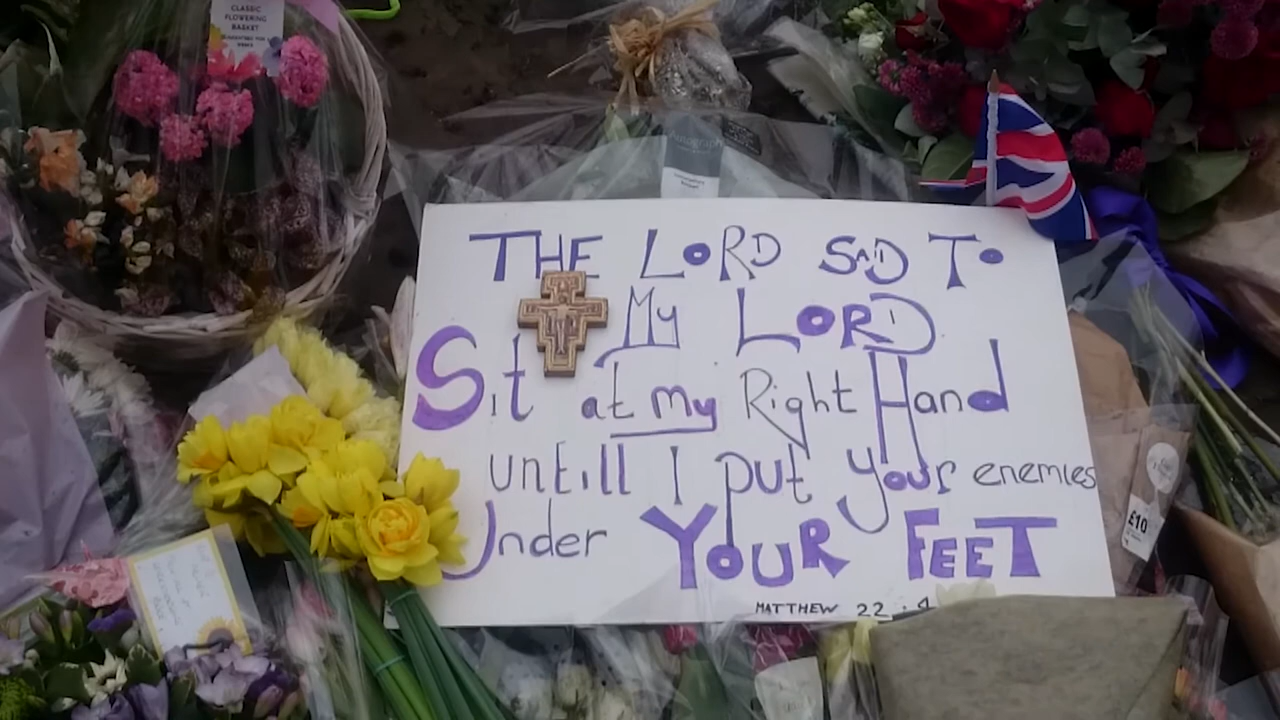 CLASSIC
FLOWERING
BASKET
THE LORD SAID TO
MY LORD
Sit at my Right Hand
untill I put your enemies
Under YOUR FEET
MATTHEW 22:4
£10